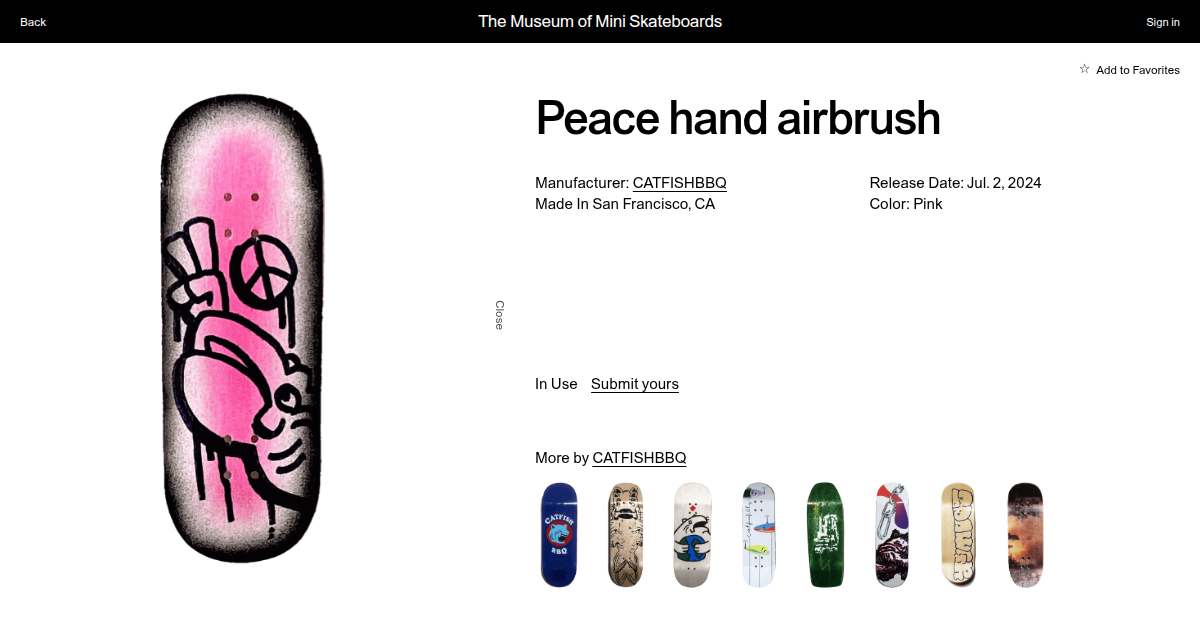 Back
The Museum of Mini Skateboards
Sign in
☆ Add to Favorites
Peace hand airbrush
Manufacturer: CATFISHBBQ
Made In San Francisco, CA
Release Date: Jul. 2, 2024
Color: Pink
Close
In Use Submit yours
More by CATFISHBBQ
CATFISH
BBQ